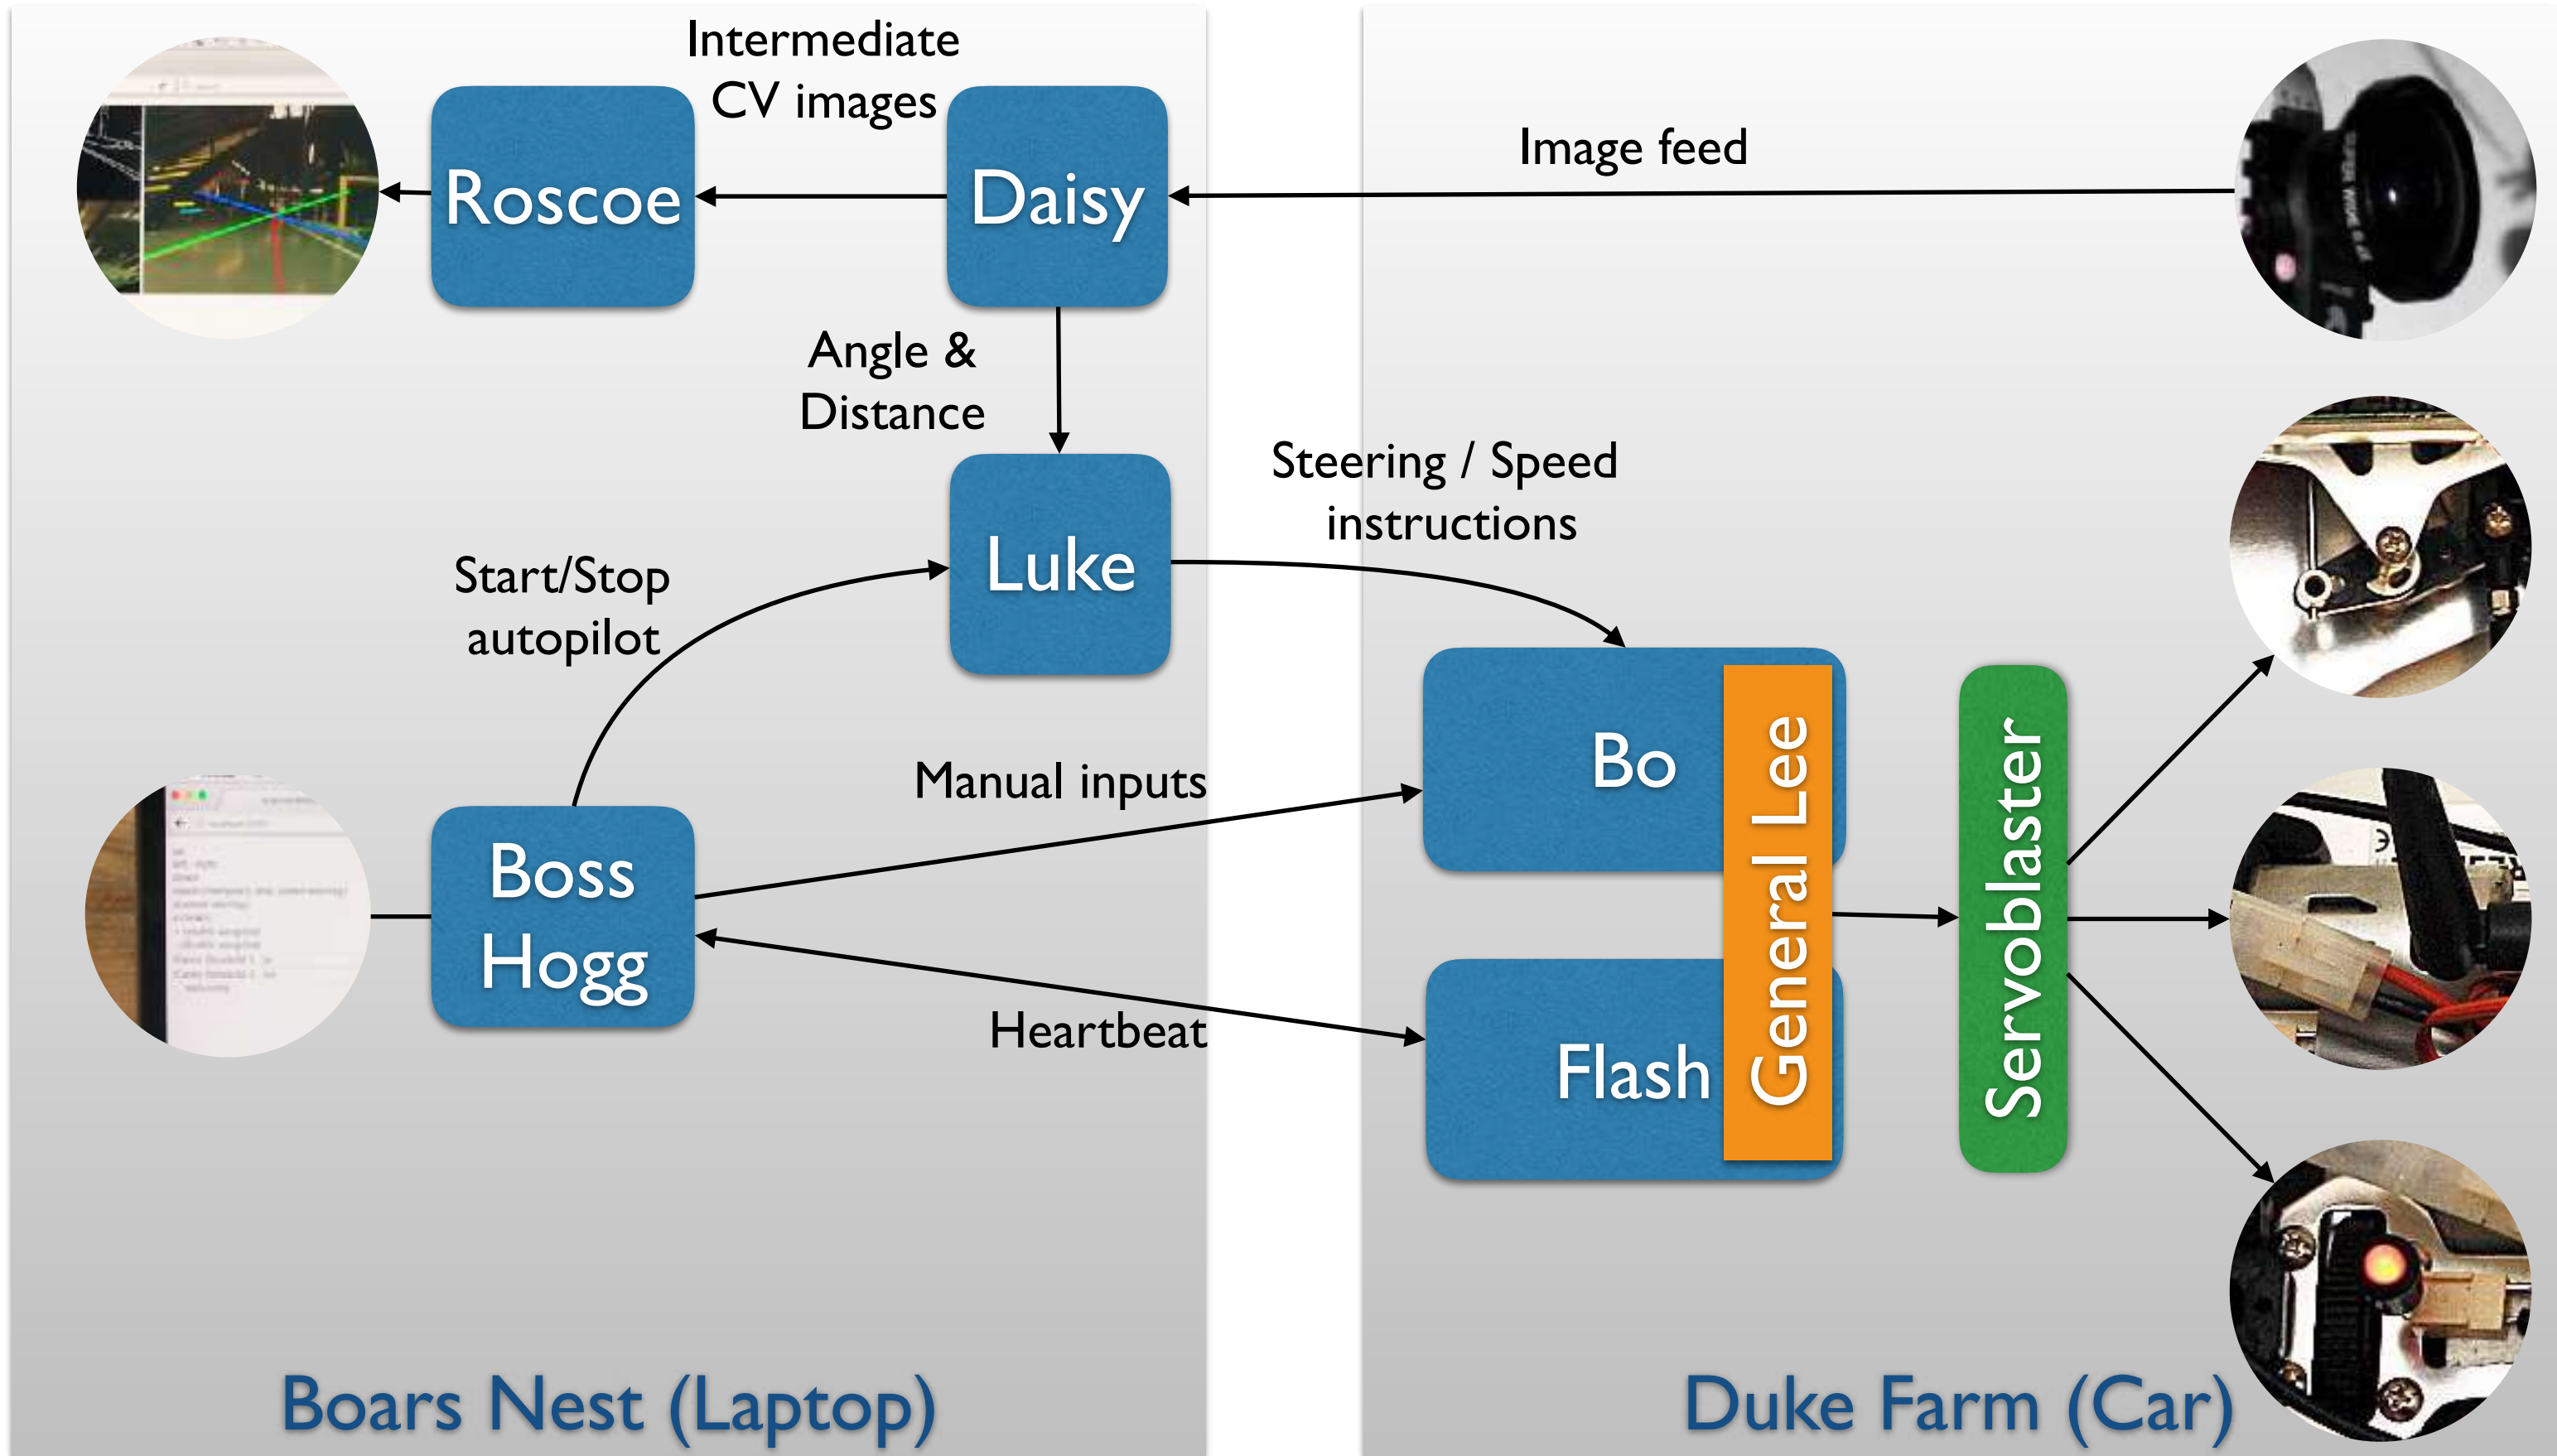 Intermediate
CV images
Roscoe
Daisy
Image feed
Angle &
Distance
Steering / Speed
instructions
Luke
Start/Stop
autopilot
Bo
General Lee
Servoblaster
Manual inputs
Boss
Hogg
Heartbeat
Flash
Boars Nest (Laptop)
Duke Farm (Car)